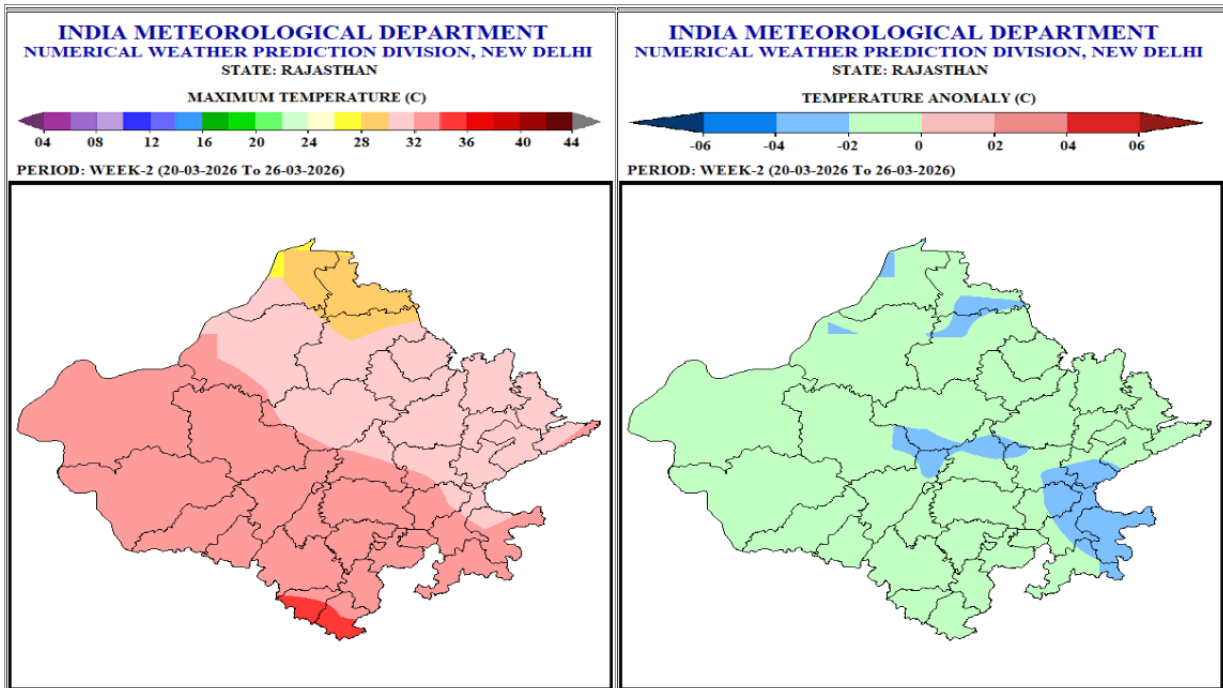 INDIA METEOROLOGICAL DEPARTMENT
NUMERICAL WEATHER PREDICTION DIVISION, NEW DELHI
STATE: RAJASTHAN
MAXIMUM TEMPERATURE (C)
04 08 12 16 20 24 28 32 36 40 44
PERIOD: WEEK-2 (20-03-2026 To 26-03-2026)
INDIA METEOROLOGICAL DEPARTMENT
NUMERICAL WEATHER PREDICTION DIVISION, NEW DELHI
STATE: RAJASTHAN
TEMPERATURE ANOMALY (C)
-06 -04 -02 0 02 04 06
PERIOD: WEEK-2 (20-03-2026 To 26-03-2026)